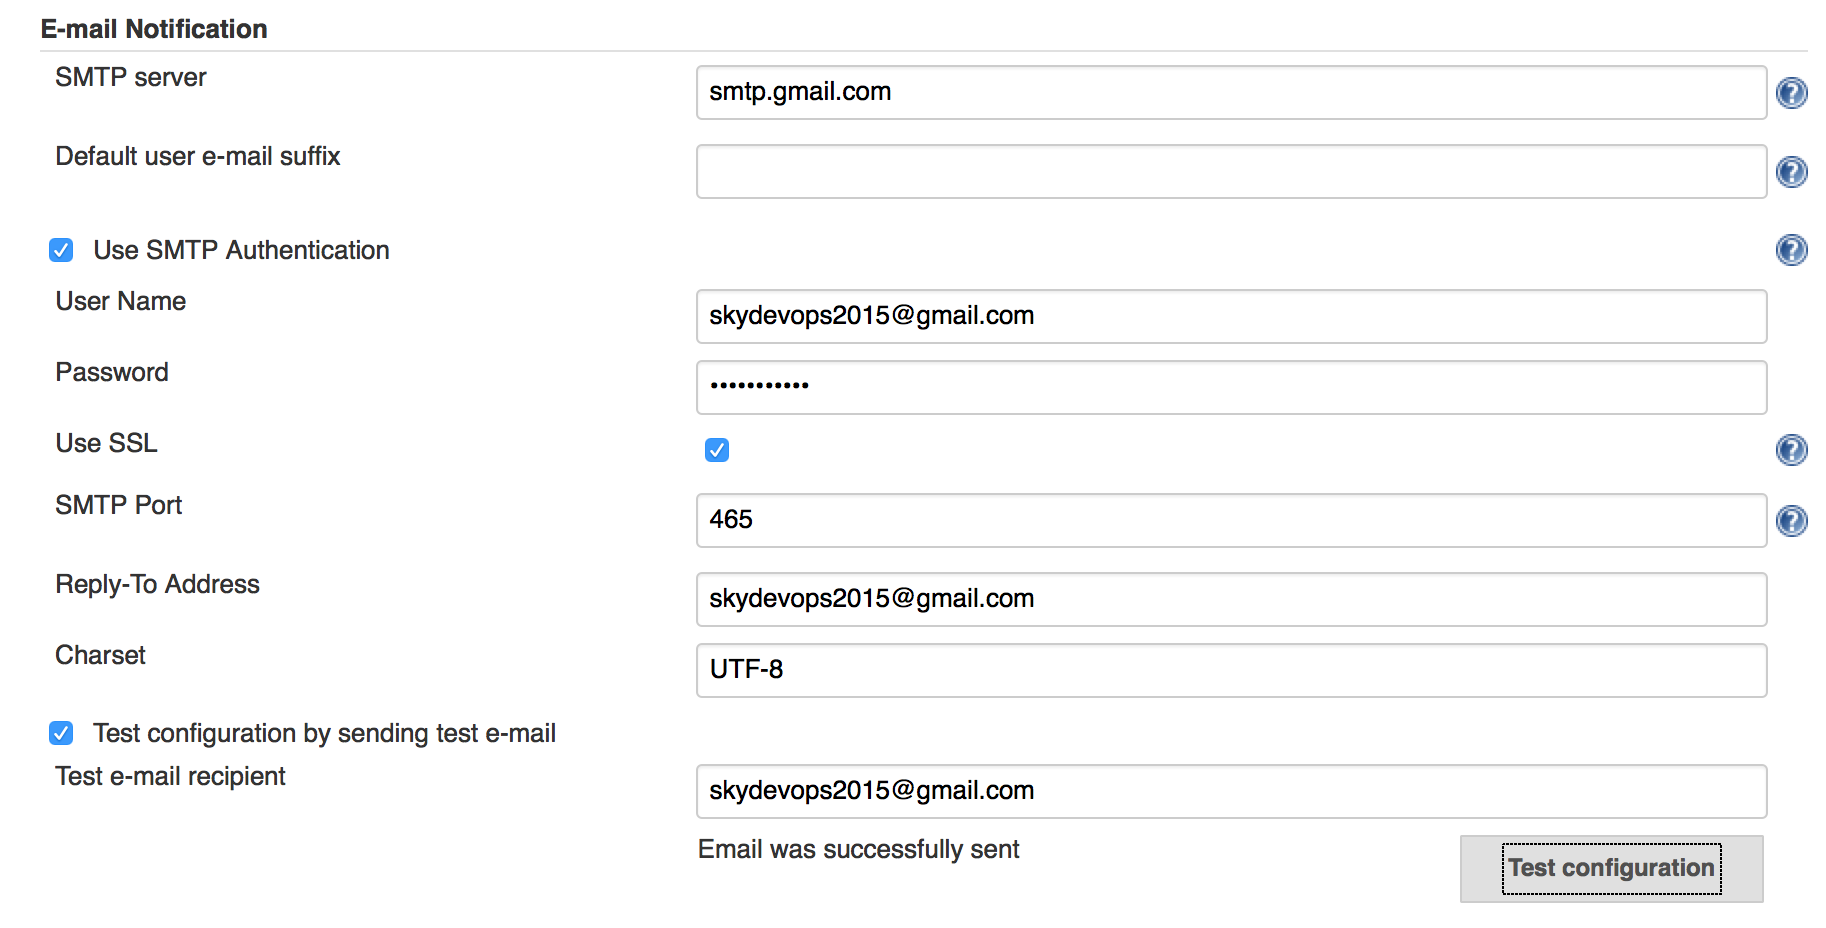 E-mail Notification
SMTP server
smtp.gmail.com
Default user e-mail suffix
Use SMTP Authentication
User Name
skydevops2015@gmail.com
Password
•••••••••••
Use SSL
SMTP Port
465
Reply-To Address
skydevops2015@gmail.com
Charset
UTF-8
Test configuration by sending test e-mail
Test e-mail recipient
skydevops2015@gmail.com
Email was successfully sent
Test configuration